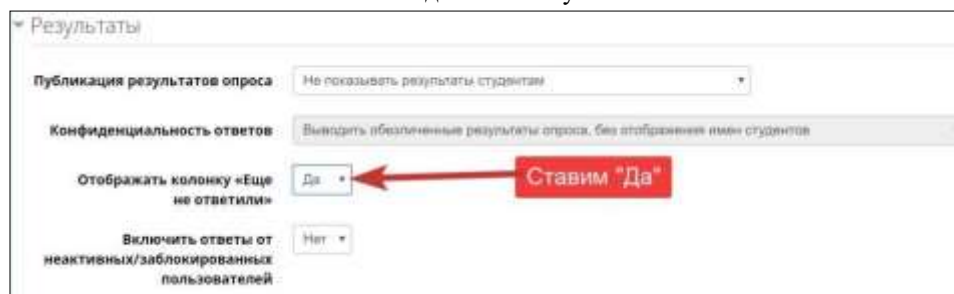 Результаты
Публикация результатов опроса
Не показывать результаты студентам
Конфиденциальность ответов
Выводить обезличенные результаты опроса, без отображения имен студентов
Отображать колонку «Еще
не ответили»
Да
Ставим "Да"
Включить ответы от
неактивных/заблокированных
пользователей
Нет